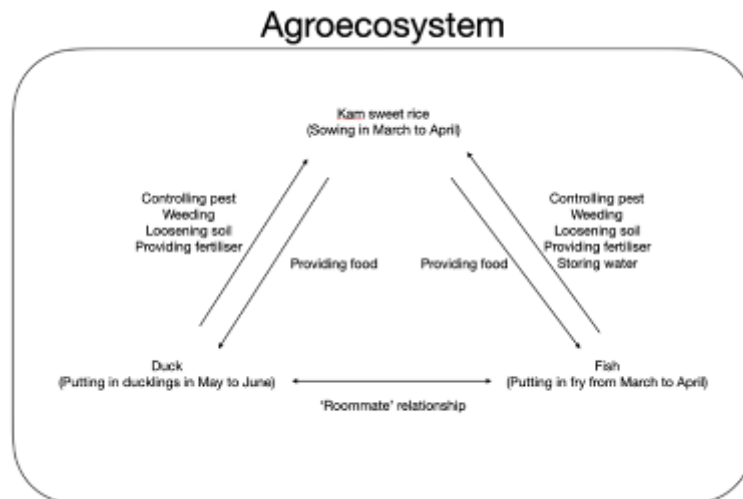 Agroecosystem
Kam sweet rice
(Sowing in March to April)
Controlling pest
Weeding
Loosening soil
Providing fertiliser
Controlling pest
Weeding
Loosening soil
Providing fertiliser
Storing water
Providing food
Providing food
Duck
(Putting in ducklings in May to June)
Fish
(Putting in fry from March to April)
'Roommate' relationship